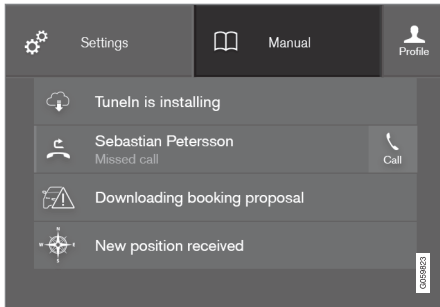 Settings
Manual
Profile
TuneIn is installing
Sebastian Petersson
Missed call
Call
Downloading booking proposal
New position received
G059823